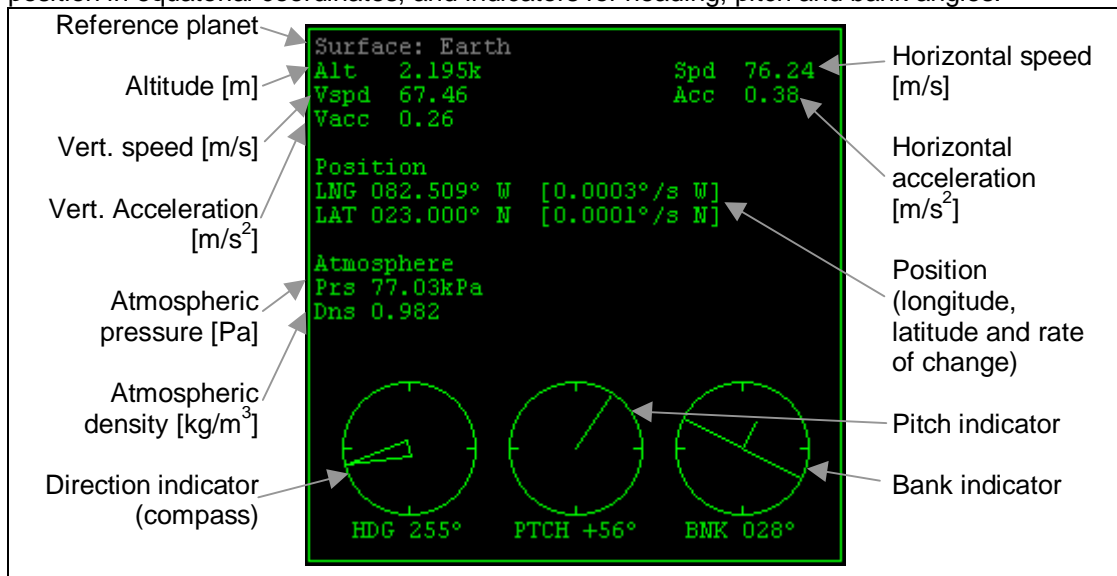 position in equatorial coordinates, and indicators for heading, pitch and bank angles.
Reference planet
Altitude [m]
Vert. speed [m/s]
Vert. Acceleration
[m/s²]
Atmospheric
pressure [Pa]
Atmospheric
density [kg/m³]
Direction indicator
(compass)
Surface: Earth
Alt 2.195k Spd 76.24
Vspd 67.46 Acc 0.38
Vacc 0.26
Position
LNG 082.509° W [0.0003°/s W]
LAT 023.000° N [0.0001°/s N]
Atmosphere
Prs 77.03kPa
Dns 0.982
HDG 255° PTCH +56° BNK 028°
Horizontal speed
[m/s]
Horizontal
acceleration
[m/s²]
Position
(longitude,
latitude and rate
of change)
Pitch indicator
Bank indicator